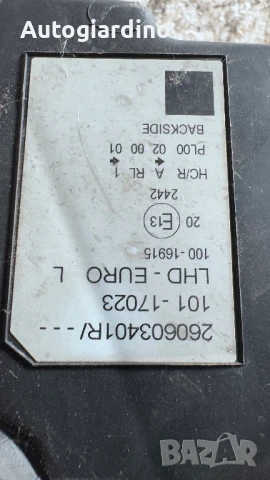 Autogiardino
260603401R/---
101-17023
LHD-EURO L
100-16915
20 E13
2442
HC/R A RL 1
PL00 02 00 01
BACKSIDE
BAZAR